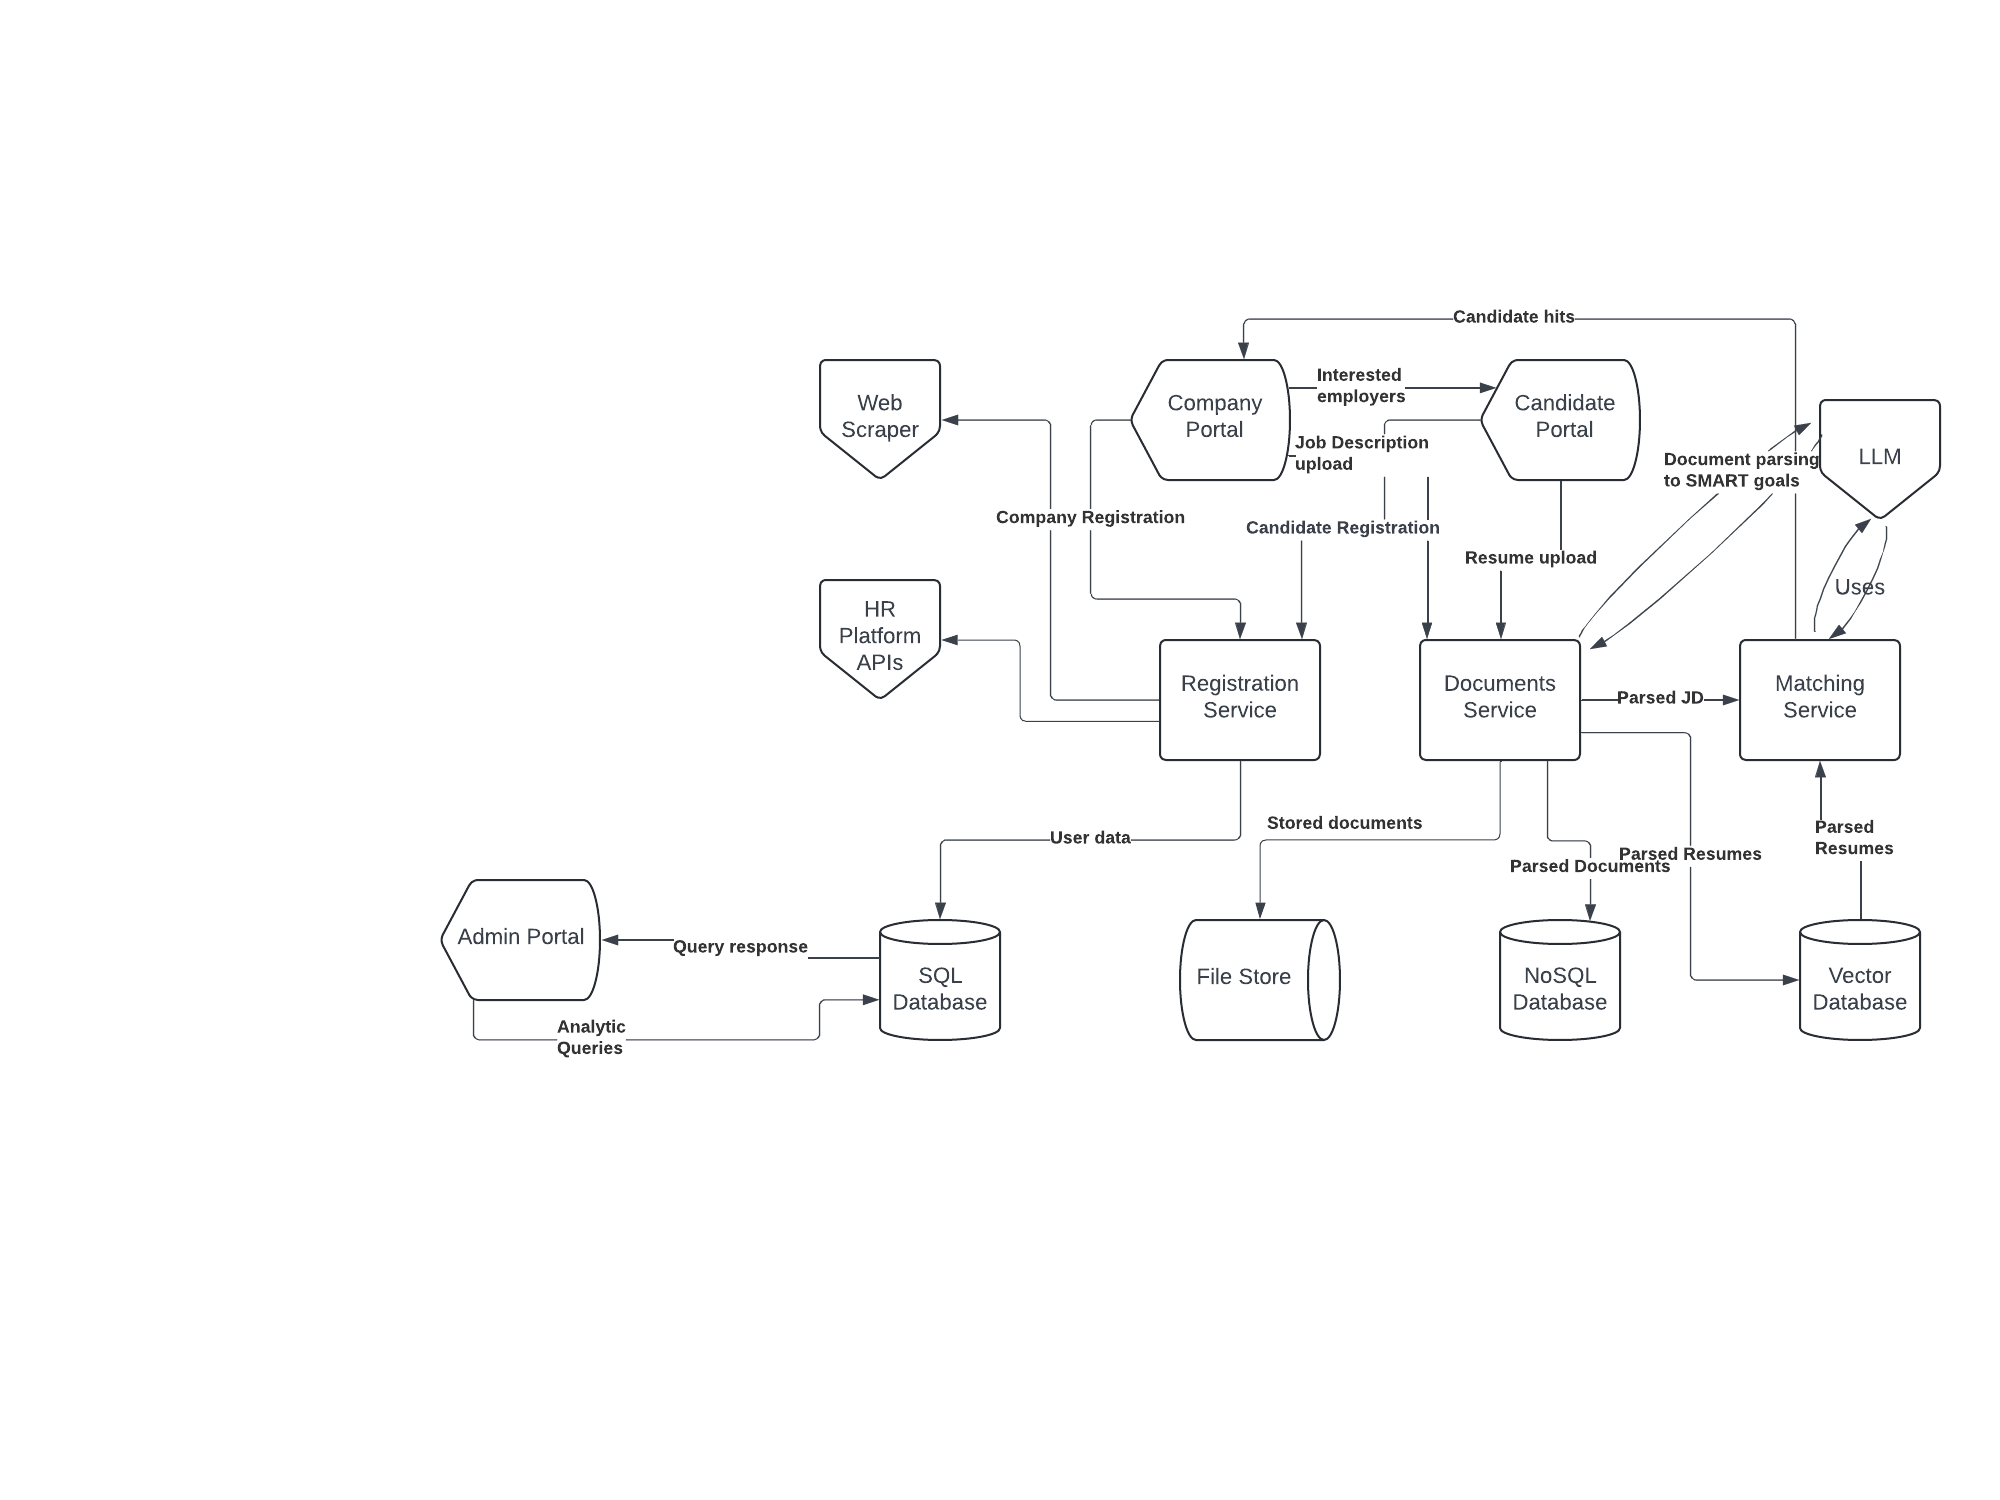 Candidate hits
Web
Scraper
Company
Portal
Interested
employers
Candidate
Portal
Job Description
upload
Document parsing
to SMART goals
LLM
Company Registration
Candidate Registration
Resume upload
Uses
HR
Platform
APIs
Registration
Service
Documents
Service
Parsed JD
Matching
Service
User data
Stored documents
Parsed Documents
Parsed Resumes
Parsed
Resumes
Admin Portal
Query response
SQL
Database
File Store
NoSQL
Database
Vector
Database
Analytic
Queries